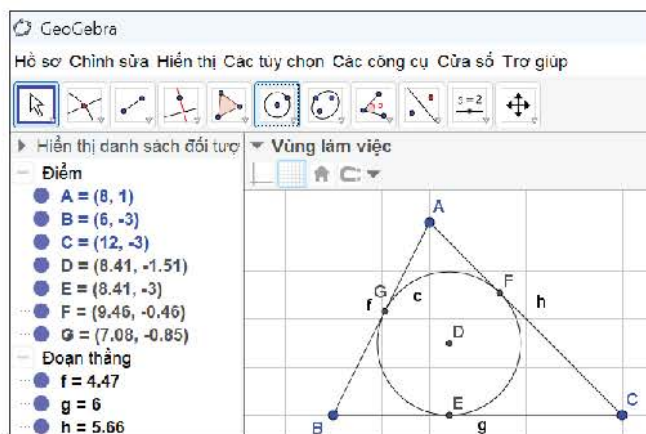 GeoGebra
Hồ sơ Chỉnh sửa Hiển thị Các tùy chọn Các công cụ Cửa sổ Trợ giúp
a=2
Hiển thị danh sách đối tượ
Vùng làm việc
Điểm
A = (8, 1)
B = (6, -3)
C = (12, -3)
D = (8.41, -1.51)
E = (8.41, -3)
F = (9.46, -0.46)
G = (7.08, -0.85)
Đoạn thẳng
f = 4.47
g = 6
h = 5.66
A
G
f
c
F
h
D
B
E
g
C